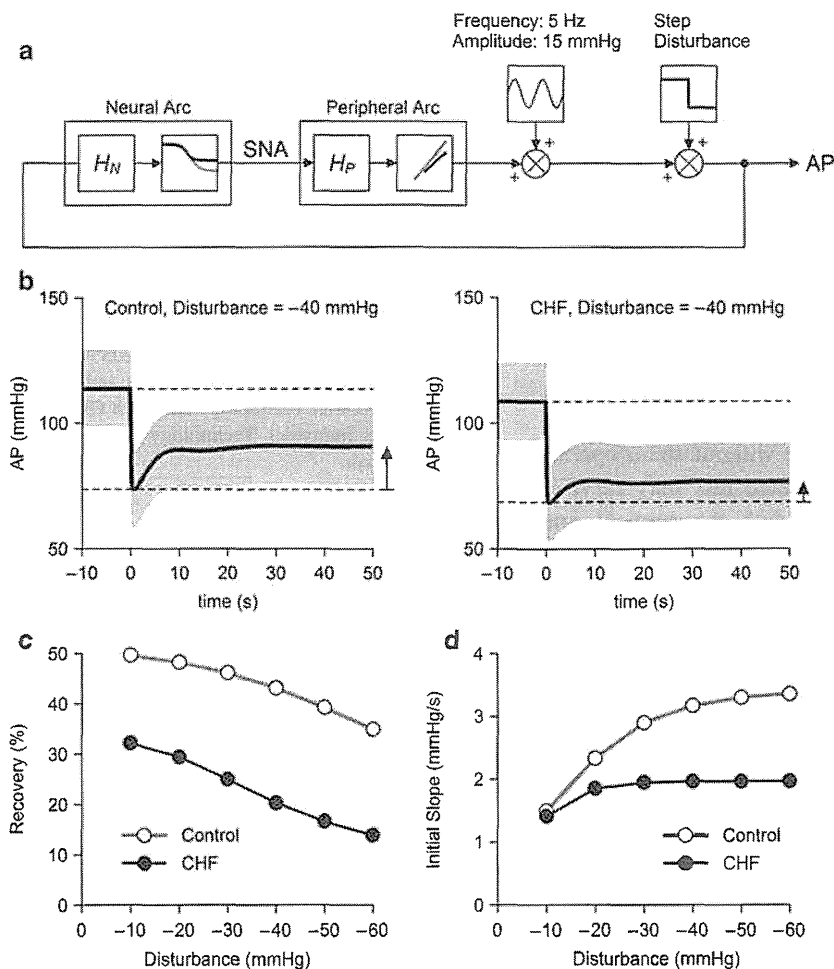 a
Frequency: 5 Hz
Amplitude: 15 mmHg
Step
Disturbance
Neural Arc
Peripheral Arc
H_N
SNA
H_P
AP
b
Control, Disturbance = −40 mmHg
AP (mmHg)
150
100
50
−10 0 10 20 30 40 50
time (s)
CHF, Disturbance = −40 mmHg
AP (mmHg)
150
100
50
−10 0 10 20 30 40 50
time (s)
c
Recovery (%)
50
40
30
20
10
0
Control
CHF
0 −10 −20 −30 −40 −50 −60
Disturbance (mmHg)
d
Initial Slope (mmHg/s)
4
3
2
1
0
Control
CHF
0 −10 −20 −30 −40 −50 −60
Disturbance (mmHg)